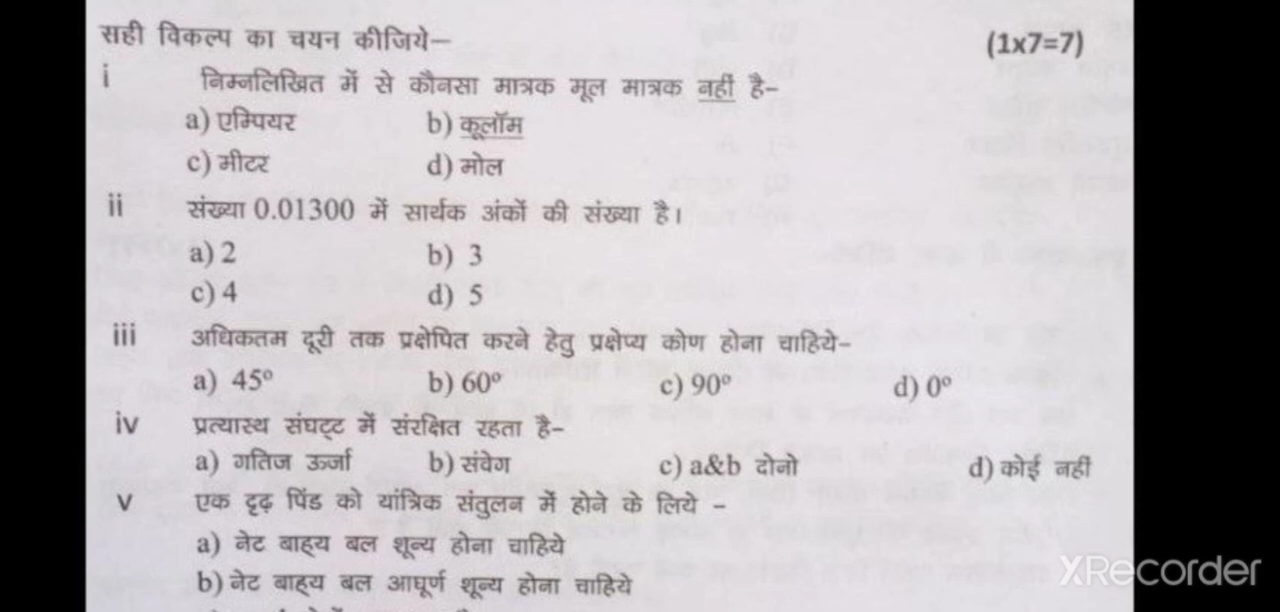 सही विकल्प का चयन कीजिये– (1x7=7)
i निम्नलिखित में से कौनसा मात्रक मूल मात्रक नहीं है–
a) एम्पियर b) कूलॉम
c) मीटर d) मोल
ii संख्या 0.01300 में सार्थक अंकों की संख्या है।
a) 2 b) 3
c) 4 d) 5
iii अधिकतम दूरी तक प्रक्षेपित करने हेतु प्रक्षेप्य कोण होना चाहिये–
a) 45° b) 60° c) 90° d) 0°
iv प्रत्यास्थ संघट्ट में संरक्षित रहता है–
a) गतिज ऊर्जा b) संवेग c) a&b दोनो d) कोई नहीं
v एक दृढ़ पिंड को यांत्रिक संतुलन में होने के लिये –
a) नेट बाह्य बल शून्य होना चाहिये
b) नेट बाह्य बल आघूर्ण शून्य होना चाहिये
XRecorder